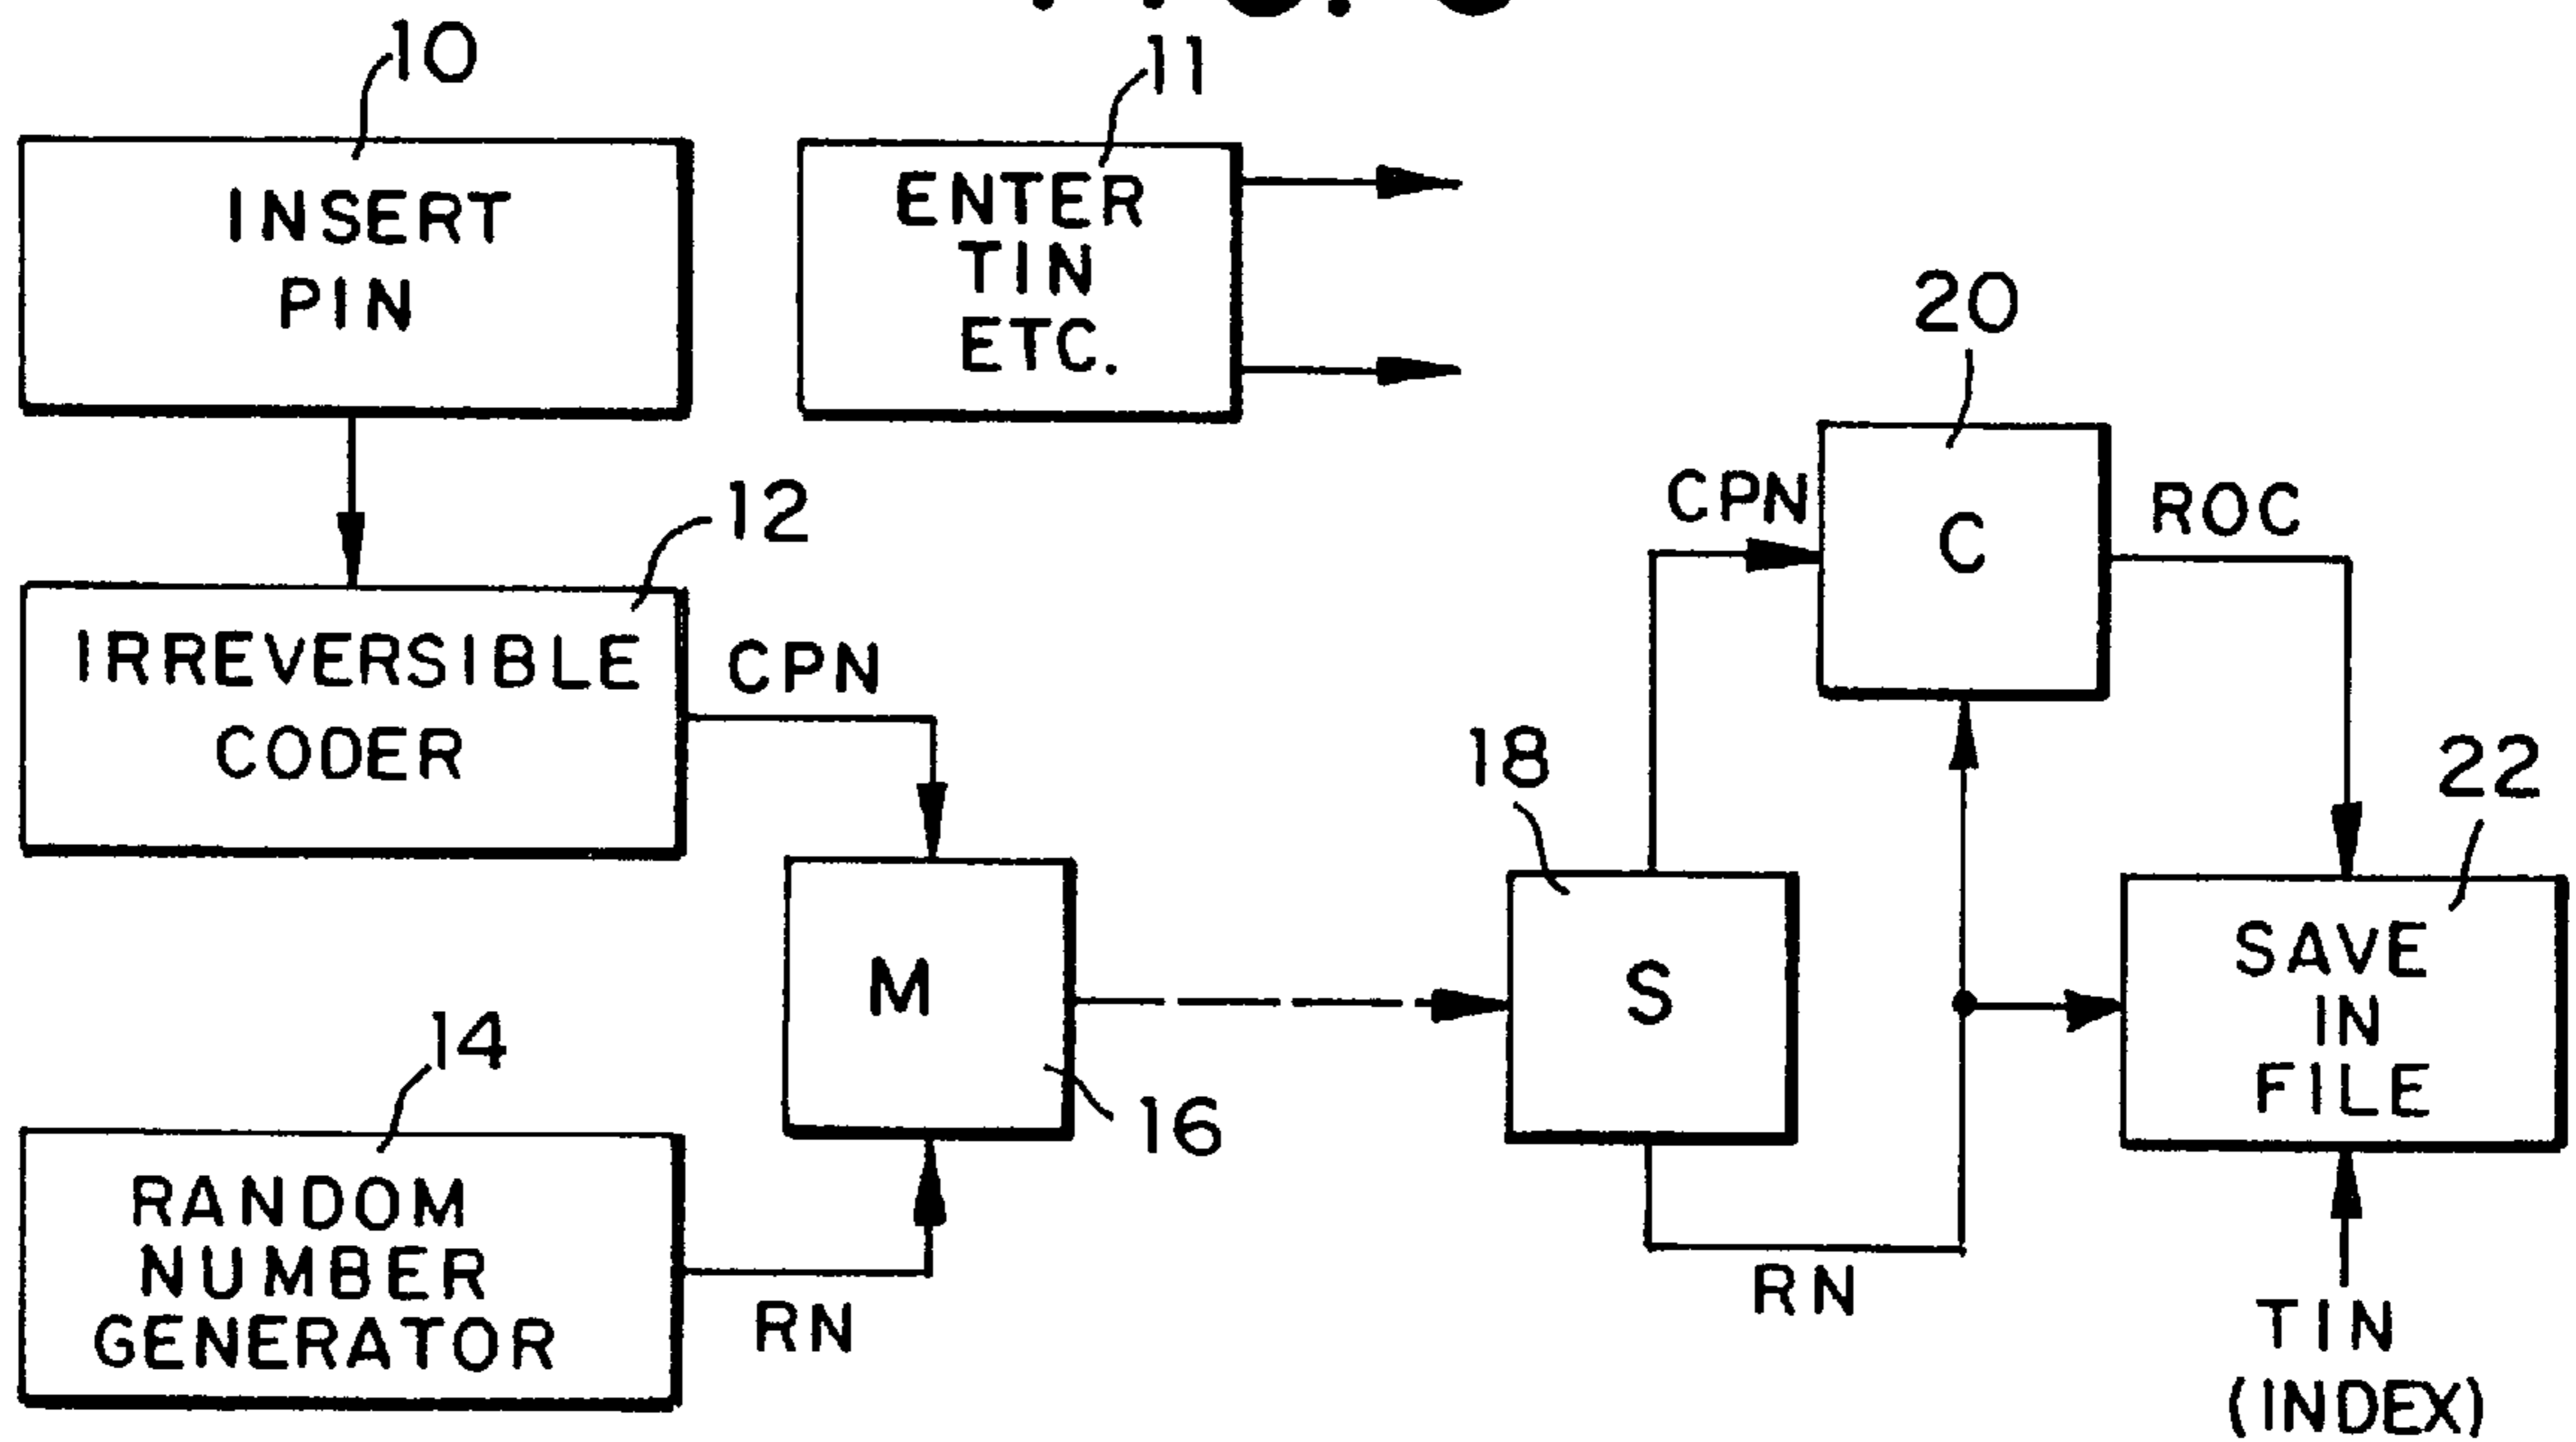 10
11
INSERT
PIN
ENTER
TIN
ETC.
20
CPN
C
ROC
12
IRREVERSIBLE
CODER
CPN
18
22
M
S
SAVE
IN
FILE
14
16
RANDOM
NUMBER
GENERATOR
RN
RN
TIN
(INDEX)